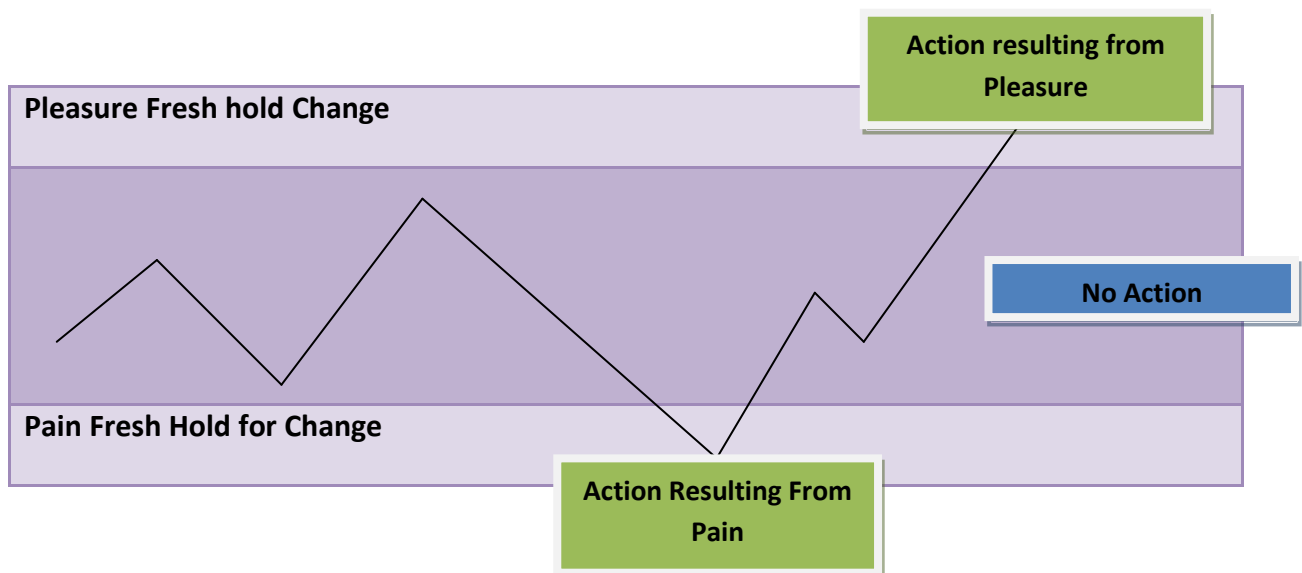 Action resulting from
Pleasure
Pleasure Fresh hold Change
No Action
Pain Fresh Hold for Change
Action Resulting From
Pain